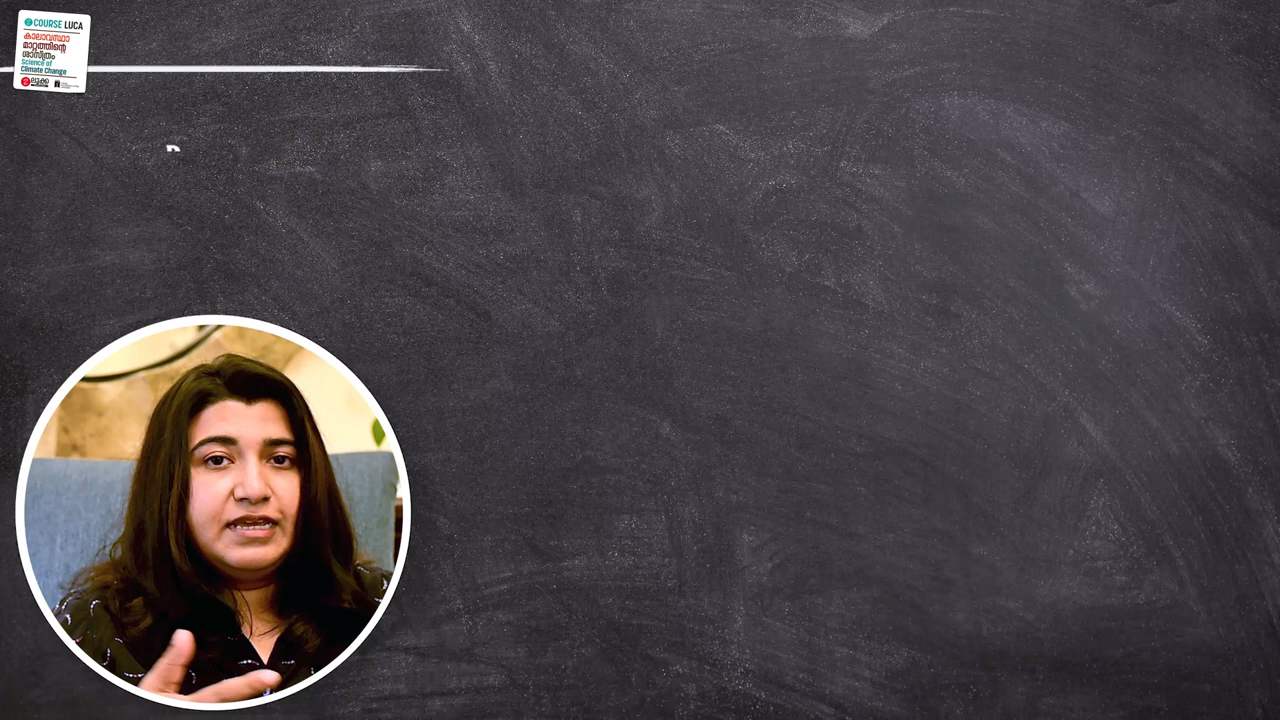 COURSE LUCA
കാലാവസ്ഥാ
മാറ്റത്തിന്റെ
ശാസ്ത്രം
Science of
Climate Change
ലൂക്ക